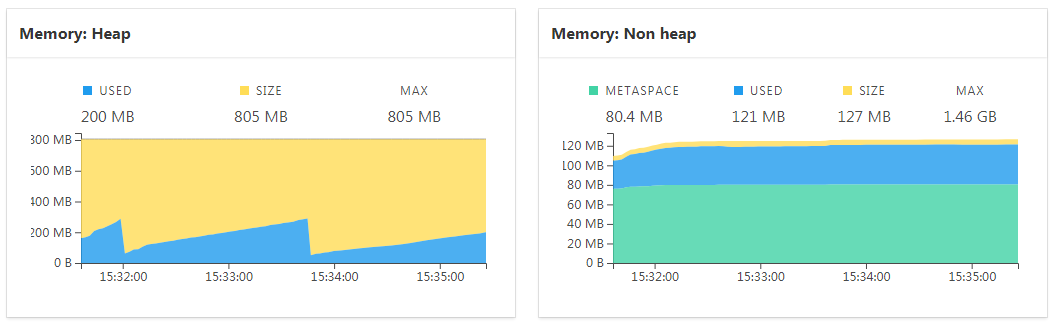 Memory: Heap
USED SIZE MAX
200 MB 805 MB 805 MB
800 MB
600 MB
400 MB
200 MB
0 B
15:32:00 15:33:00 15:34:00 15:35:00
Memory: Non heap
METASPACE USED SIZE MAX
80.4 MB 121 MB 127 MB 1.46 GB
120 MB
100 MB
80 MB
60 MB
40 MB
20 MB
0 B
15:32:00 15:33:00 15:34:00 15:35:00